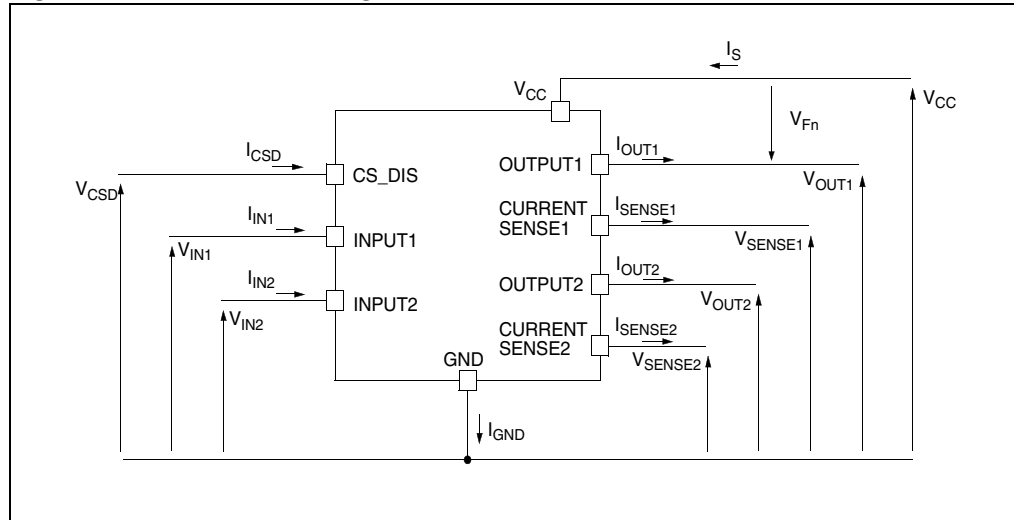 I_S
V_CC
V_CC
V_Fn
I_CSD
CS_DIS
OUTPUT1
I_OUT1
V_CSD
V_OUT1
I_IN1
INPUT1
CURRENT
SENSE1
I_SENSE1
V_IN1
V_SENSE1
I_IN2
INPUT2
OUTPUT2
I_OUT2
V_IN2
V_OUT2
CURRENT
SENSE2
I_SENSE2
V_SENSE2
GND
I_GND